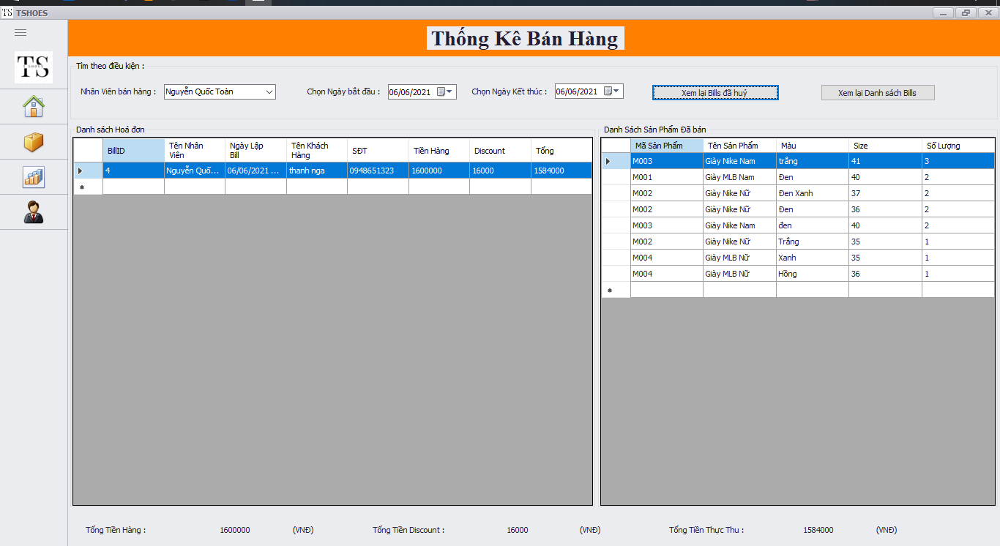 TS TSHOES
Thống Kê Bán Hàng
TS
SHOES
Tìm theo điều kiện :
Nhân Viên bán hàng : Nguyễn Quốc Toàn Chọn Ngày bắt đầu : 06/06/2021 Chọn Ngày Kết thúc : 06/06/2021 Xem lại Bills đã huỷ Xem lại Danh sách Bills
Danh sách Hoá đơn
BillID Tên Nhân Viên Ngày Lập Bill Tên Khách Hàng SĐT Tiền Hàng Discount Tổng
4 Nguyễn Quố... 06/06/2021 ... thanh nga 0948651323 1600000 16000 1584000
Danh Sách Sản Phẩm Đã bán
Mã Sản Phẩm Tên Sản Phẩm Màu Size Số Lượng
M003 Giày Nike Nam trắng 41 3
M001 Giày MLB Nam Đen 40 2
M002 Giày Nike Nữ Đen Xanh 37 2
M002 Giày Nike Nữ Đen 36 2
M003 Giày Nike Nam đen 40 2
M002 Giày Nike Nữ Trắng 35 1
M004 Giày MLB Nữ Xanh 35 1
M004 Giày MLB Nữ Hồng 36 1
Tổng Tiền Hàng : 1600000 (VNĐ) Tổng Tiền Discount : 16000 (VNĐ) Tổng Tiền Thực Thu : 1584000 (VNĐ)